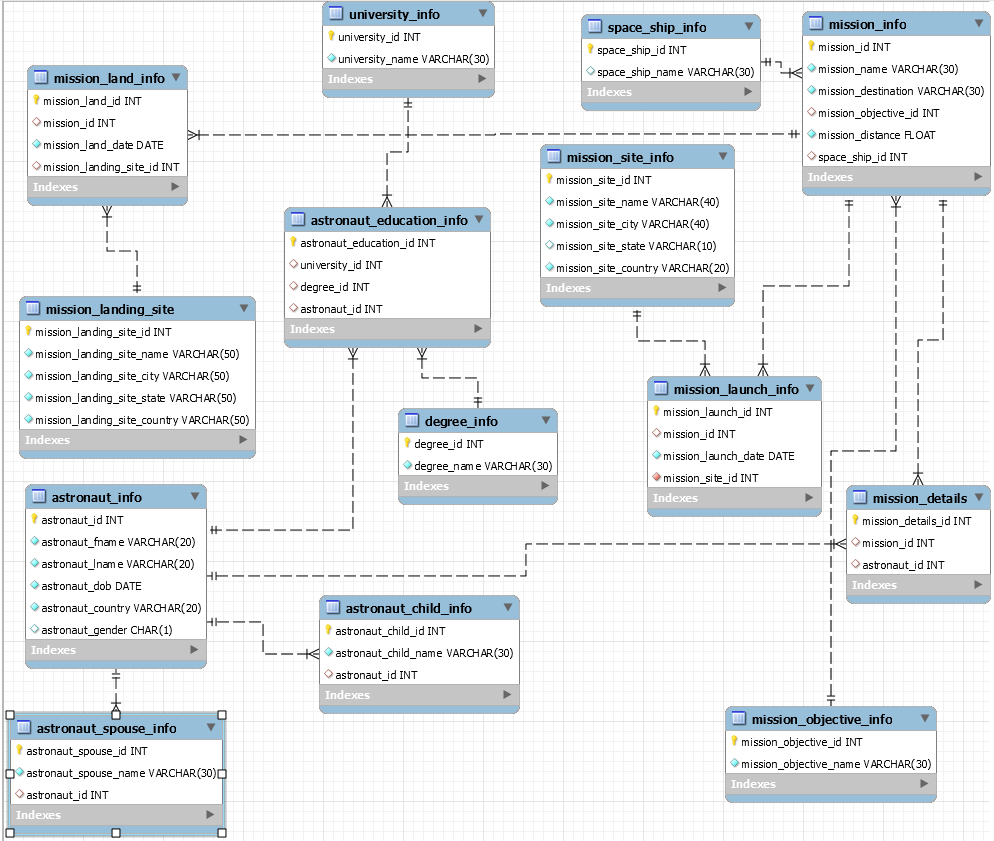 university_info
university_id INT
university_name VARCHAR(30)
Indexes
space_ship_info
space_ship_id INT
space_ship_name VARCHAR(30)
Indexes
mission_info
mission_id INT
mission_name VARCHAR(30)
mission_destination VARCHAR(30)
mission_objective_id INT
mission_distance FLOAT
space_ship_id INT
Indexes
mission_land_info
mission_land_id INT
mission_id INT
mission_land_date DATE
mission_landing_site_id INT
Indexes
mission_site_info
mission_site_id INT
mission_site_name VARCHAR(40)
mission_site_city VARCHAR(40)
mission_site_state VARCHAR(10)
mission_site_country VARCHAR(20)
Indexes
astronaut_education_info
astronaut_education_id INT
university_id INT
degree_id INT
astronaut_id INT
Indexes
mission_landing_site
mission_landing_site_id INT
mission_landing_site_name VARCHAR(50)
mission_landing_site_city VARCHAR(50)
mission_landing_site_state VARCHAR(50)
mission_landing_site_country VARCHAR(50)
Indexes
mission_launch_info
mission_launch_id INT
mission_id INT
mission_launch_date DATE
mission_site_id INT
Indexes
degree_info
degree_id INT
degree_name VARCHAR(30)
Indexes
astronaut_info
astronaut_id INT
astronaut_fname VARCHAR(20)
astronaut_lname VARCHAR(20)
astronaut_dob DATE
astronaut_country VARCHAR(20)
astronaut_gender CHAR(1)
Indexes
mission_details
mission_details_id INT
mission_id INT
astronaut_id INT
Indexes
astronaut_child_info
astronaut_child_id INT
astronaut_child_name VARCHAR(30)
astronaut_id INT
Indexes
astronaut_spouse_info
astronaut_spouse_id INT
astronaut_spouse_name VARCHAR(30)
astronaut_id INT
Indexes
mission_objective_info
mission_objective_id INT
mission_objective_name VARCHAR(30)
Indexes